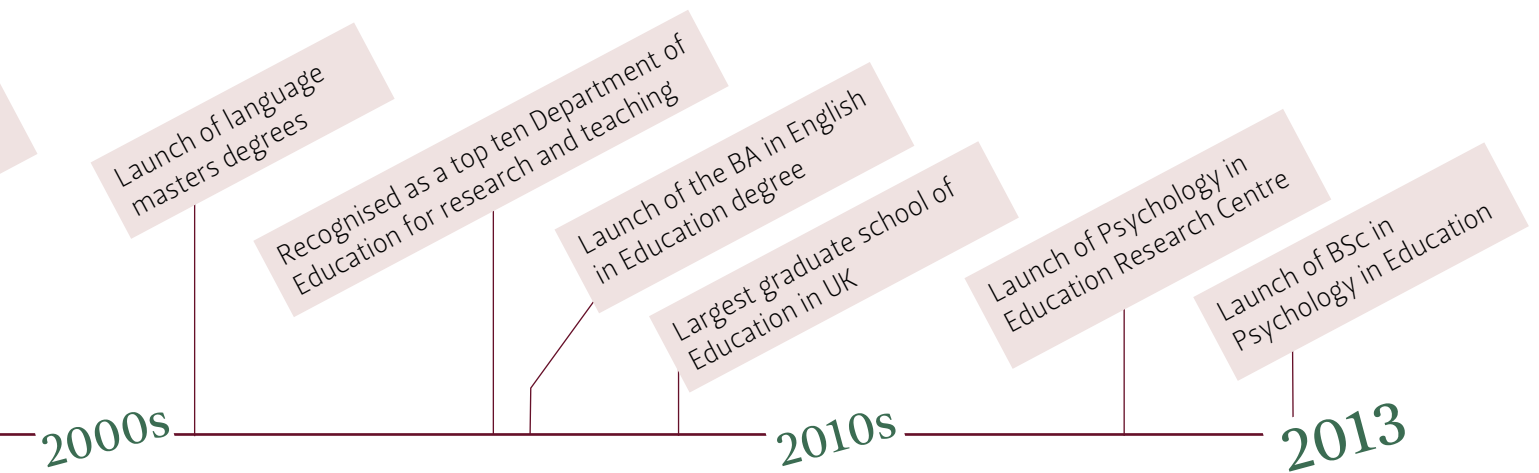 Launch of language
masters degrees
Recognised as a top ten Department of
Education for research and teaching
Launch of the BA in English
in Education degree
Largest graduate school of
Education in UK
Launch of Psychology in
Education Research Centre
Launch of BSc in
Psychology in Education
2000s
2010s
2013